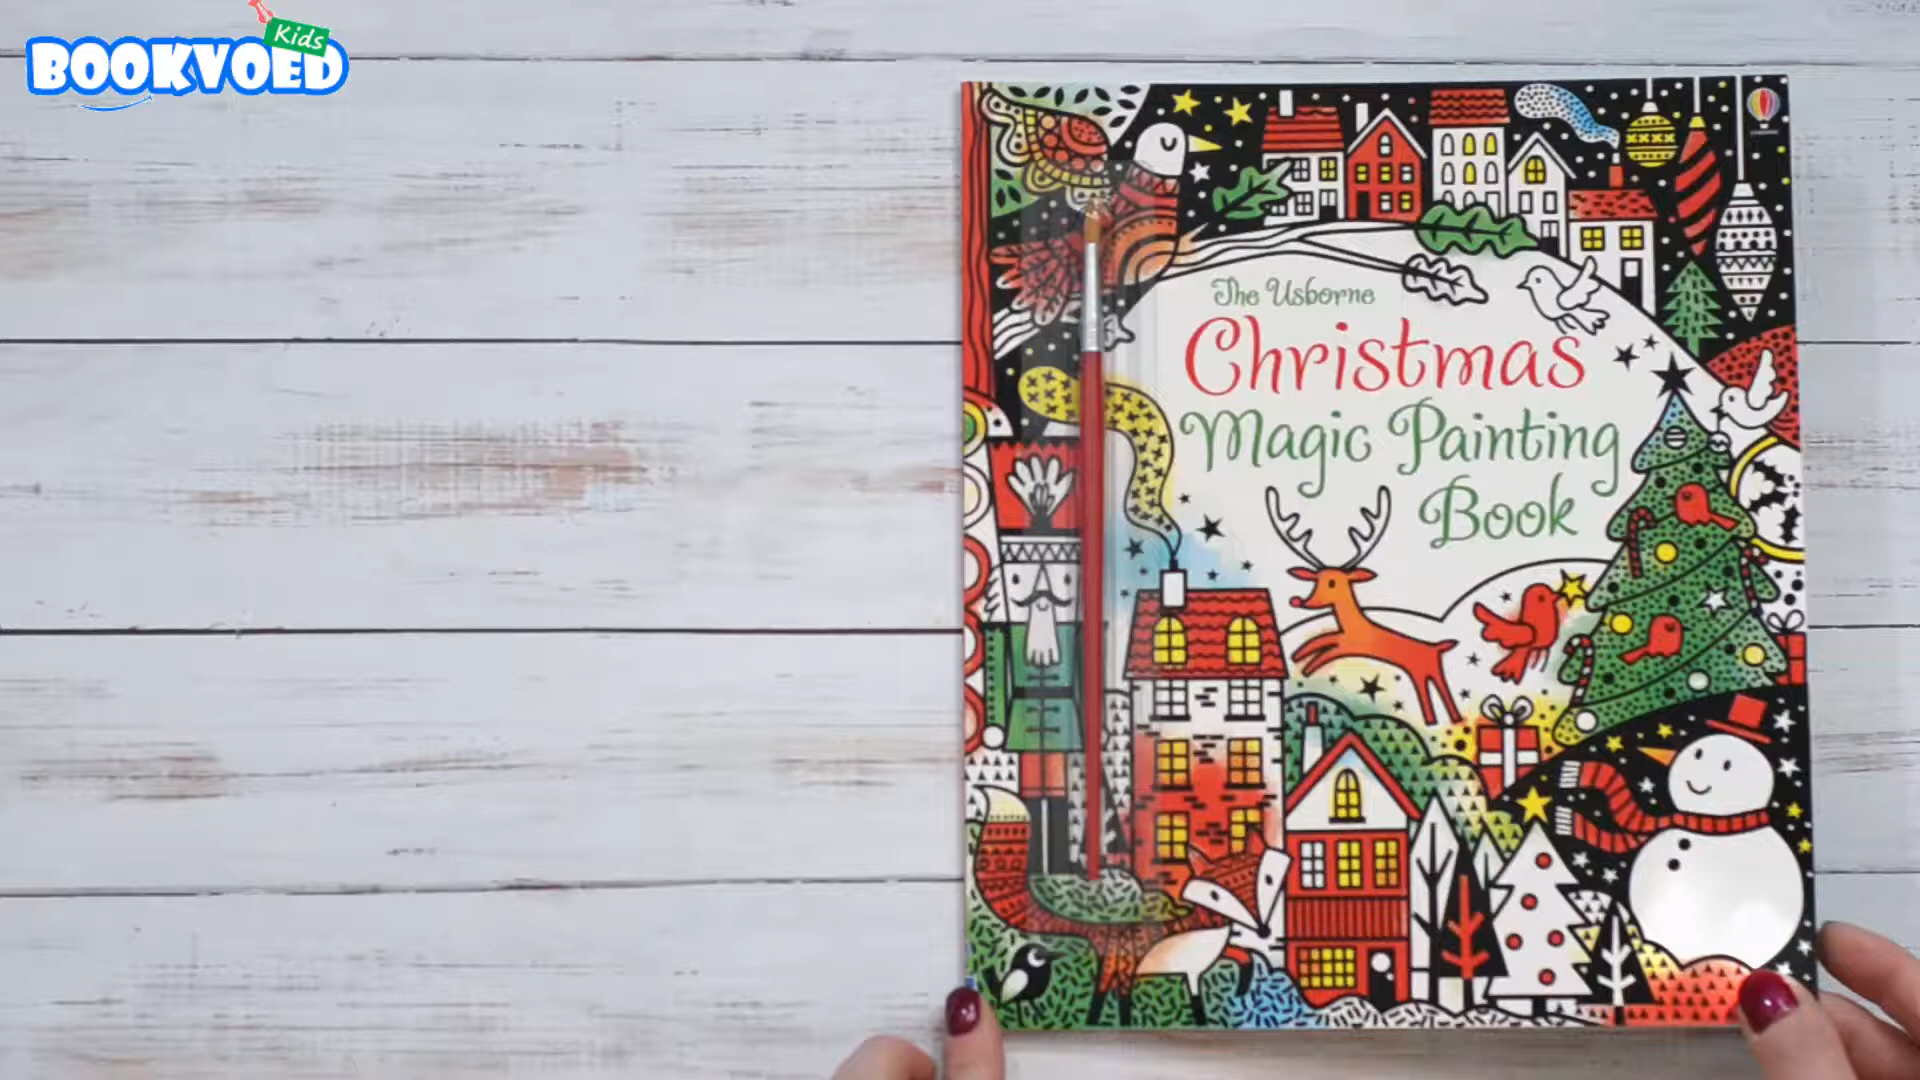 Kids
BOOKVOED
The Usborne
Christmas
Magic Painting
Book